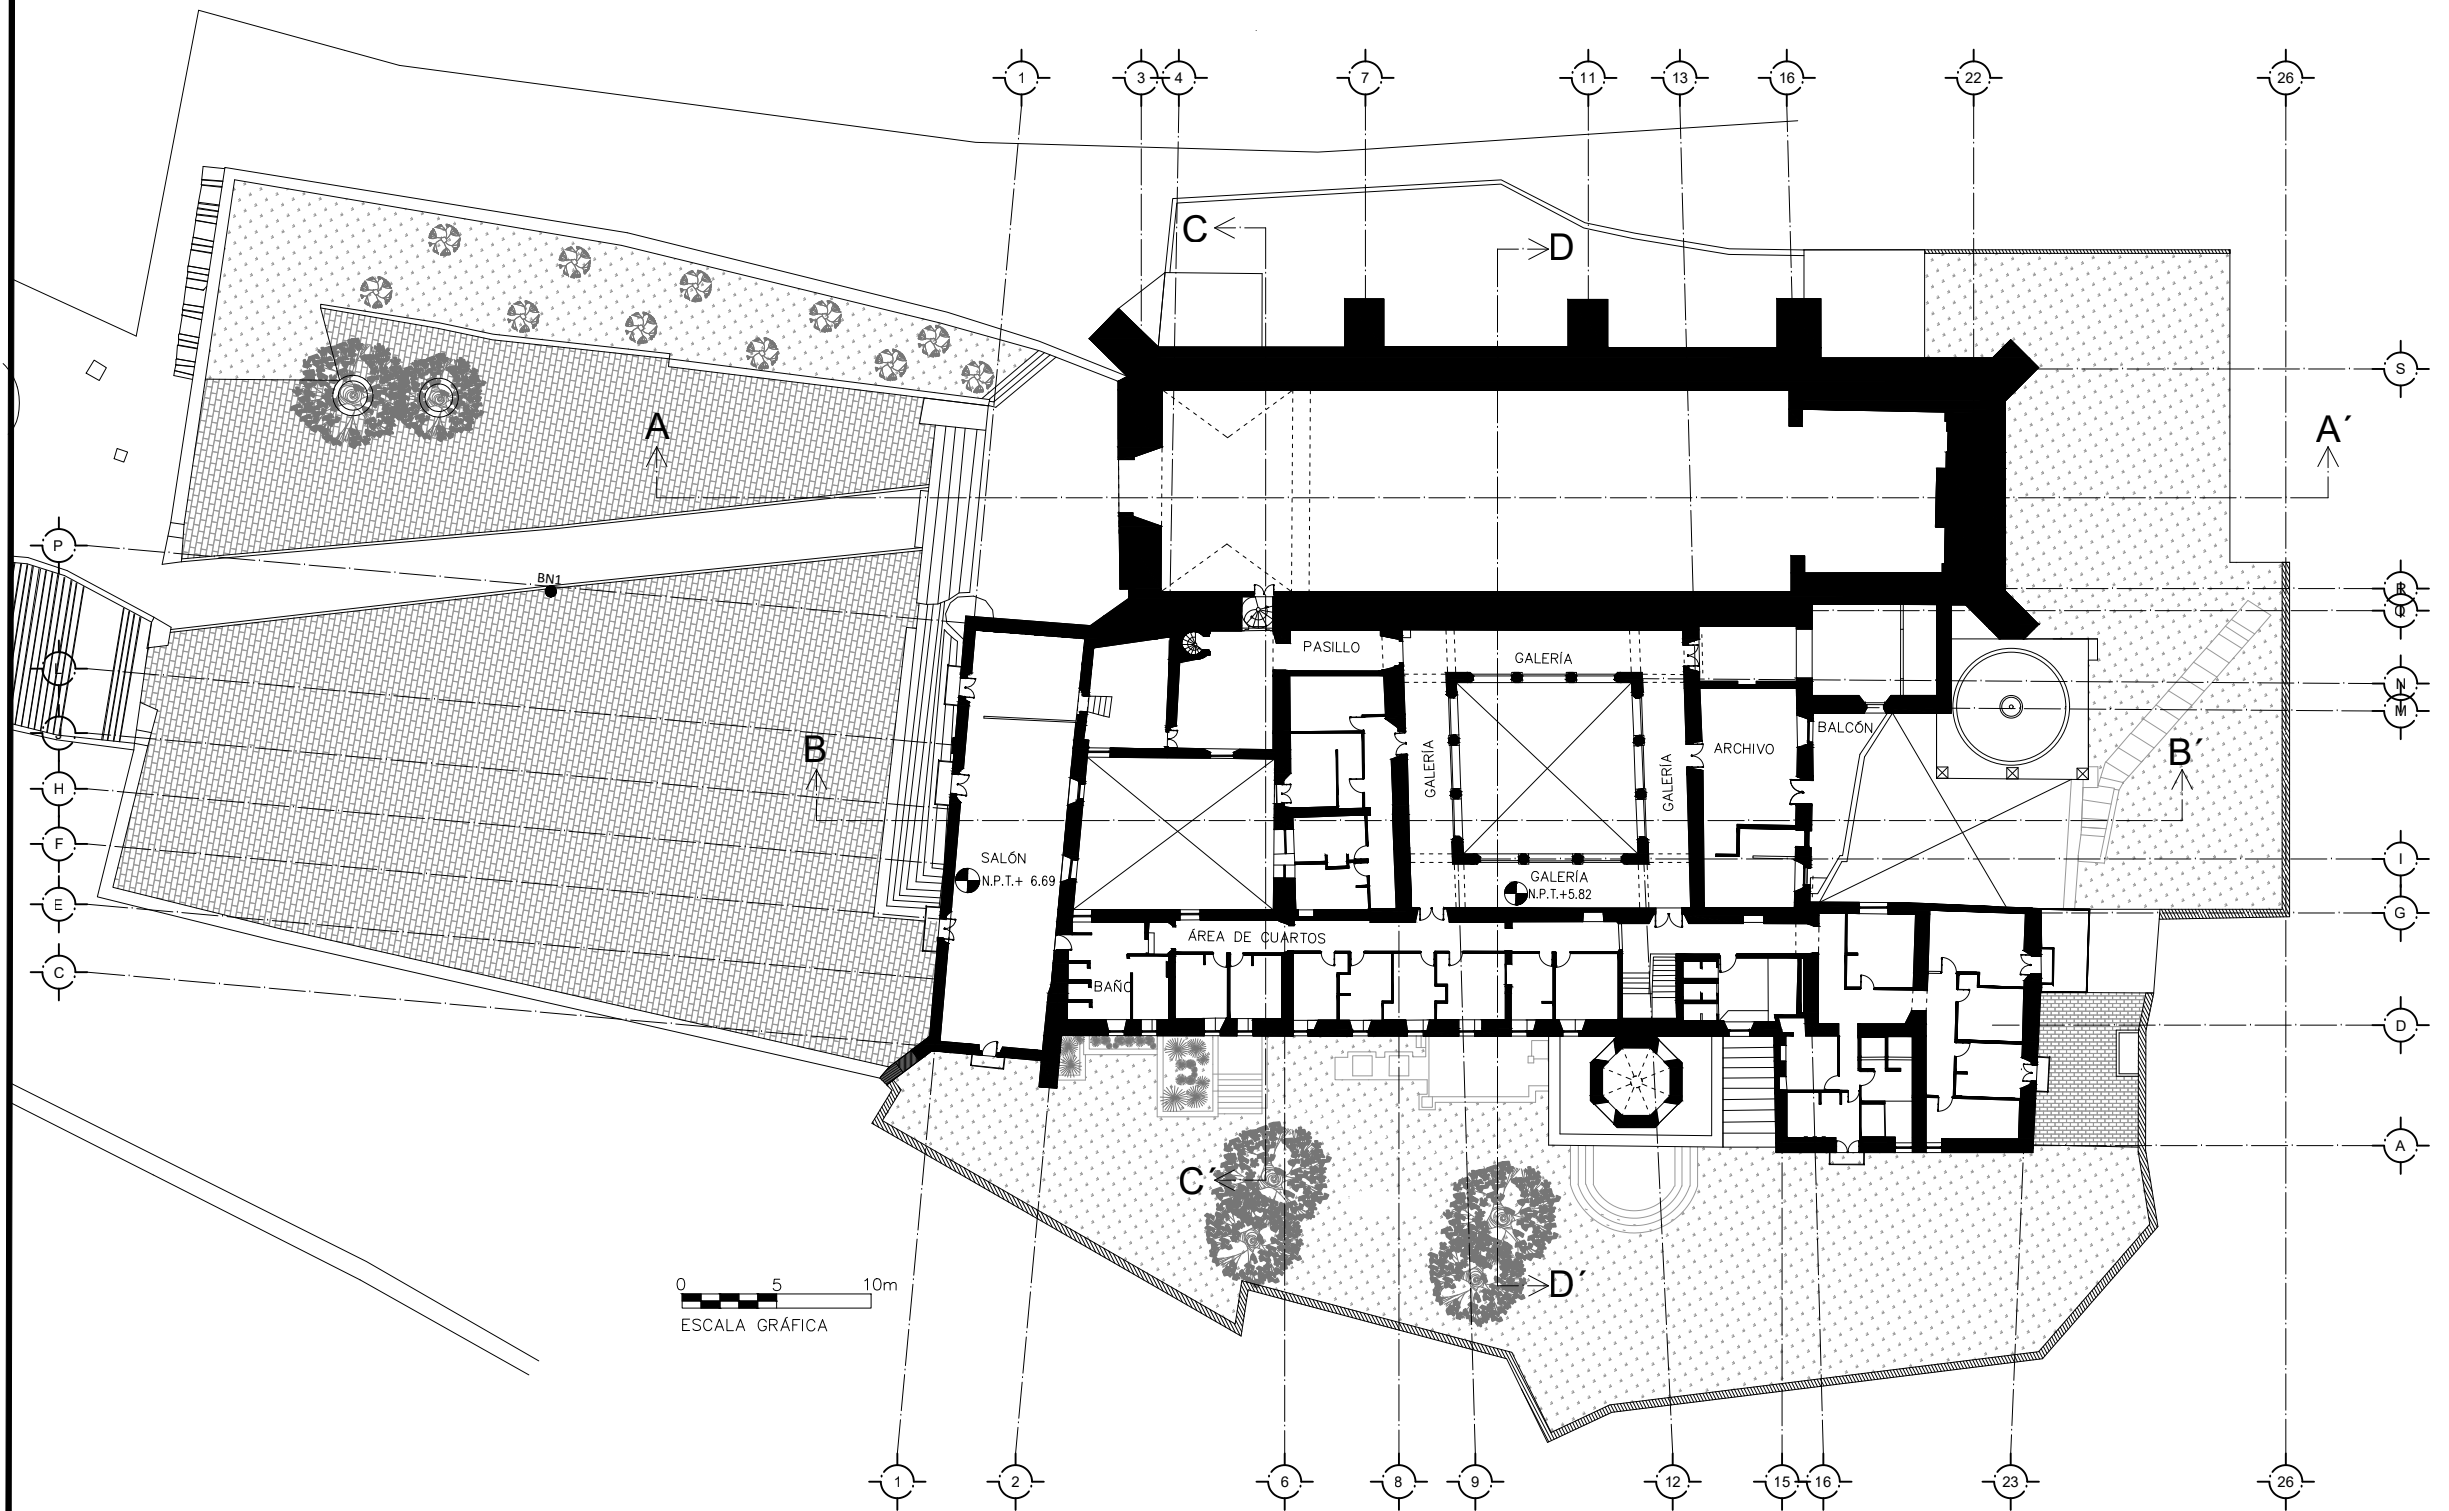 1
3
4
7
11
13
16
22
26
C
D
S
A
A´
P
BN1
Q
L
N
M
PASILLO
GALERÍA
GALERÍA
GALERÍA
ARCHIVO
BALCÓN
B
B´
J
H
F
SALÓN
N.P.T.+ 6.69
GALERÍA
N.P.T.+5.82
I
E
G
ÁREA DE CUARTOS
C
BAÑO
D
A
C´
D´
0 5 10m
ESCALA GRÁFICA
1
2
6
8
9
12
15
16
23
26